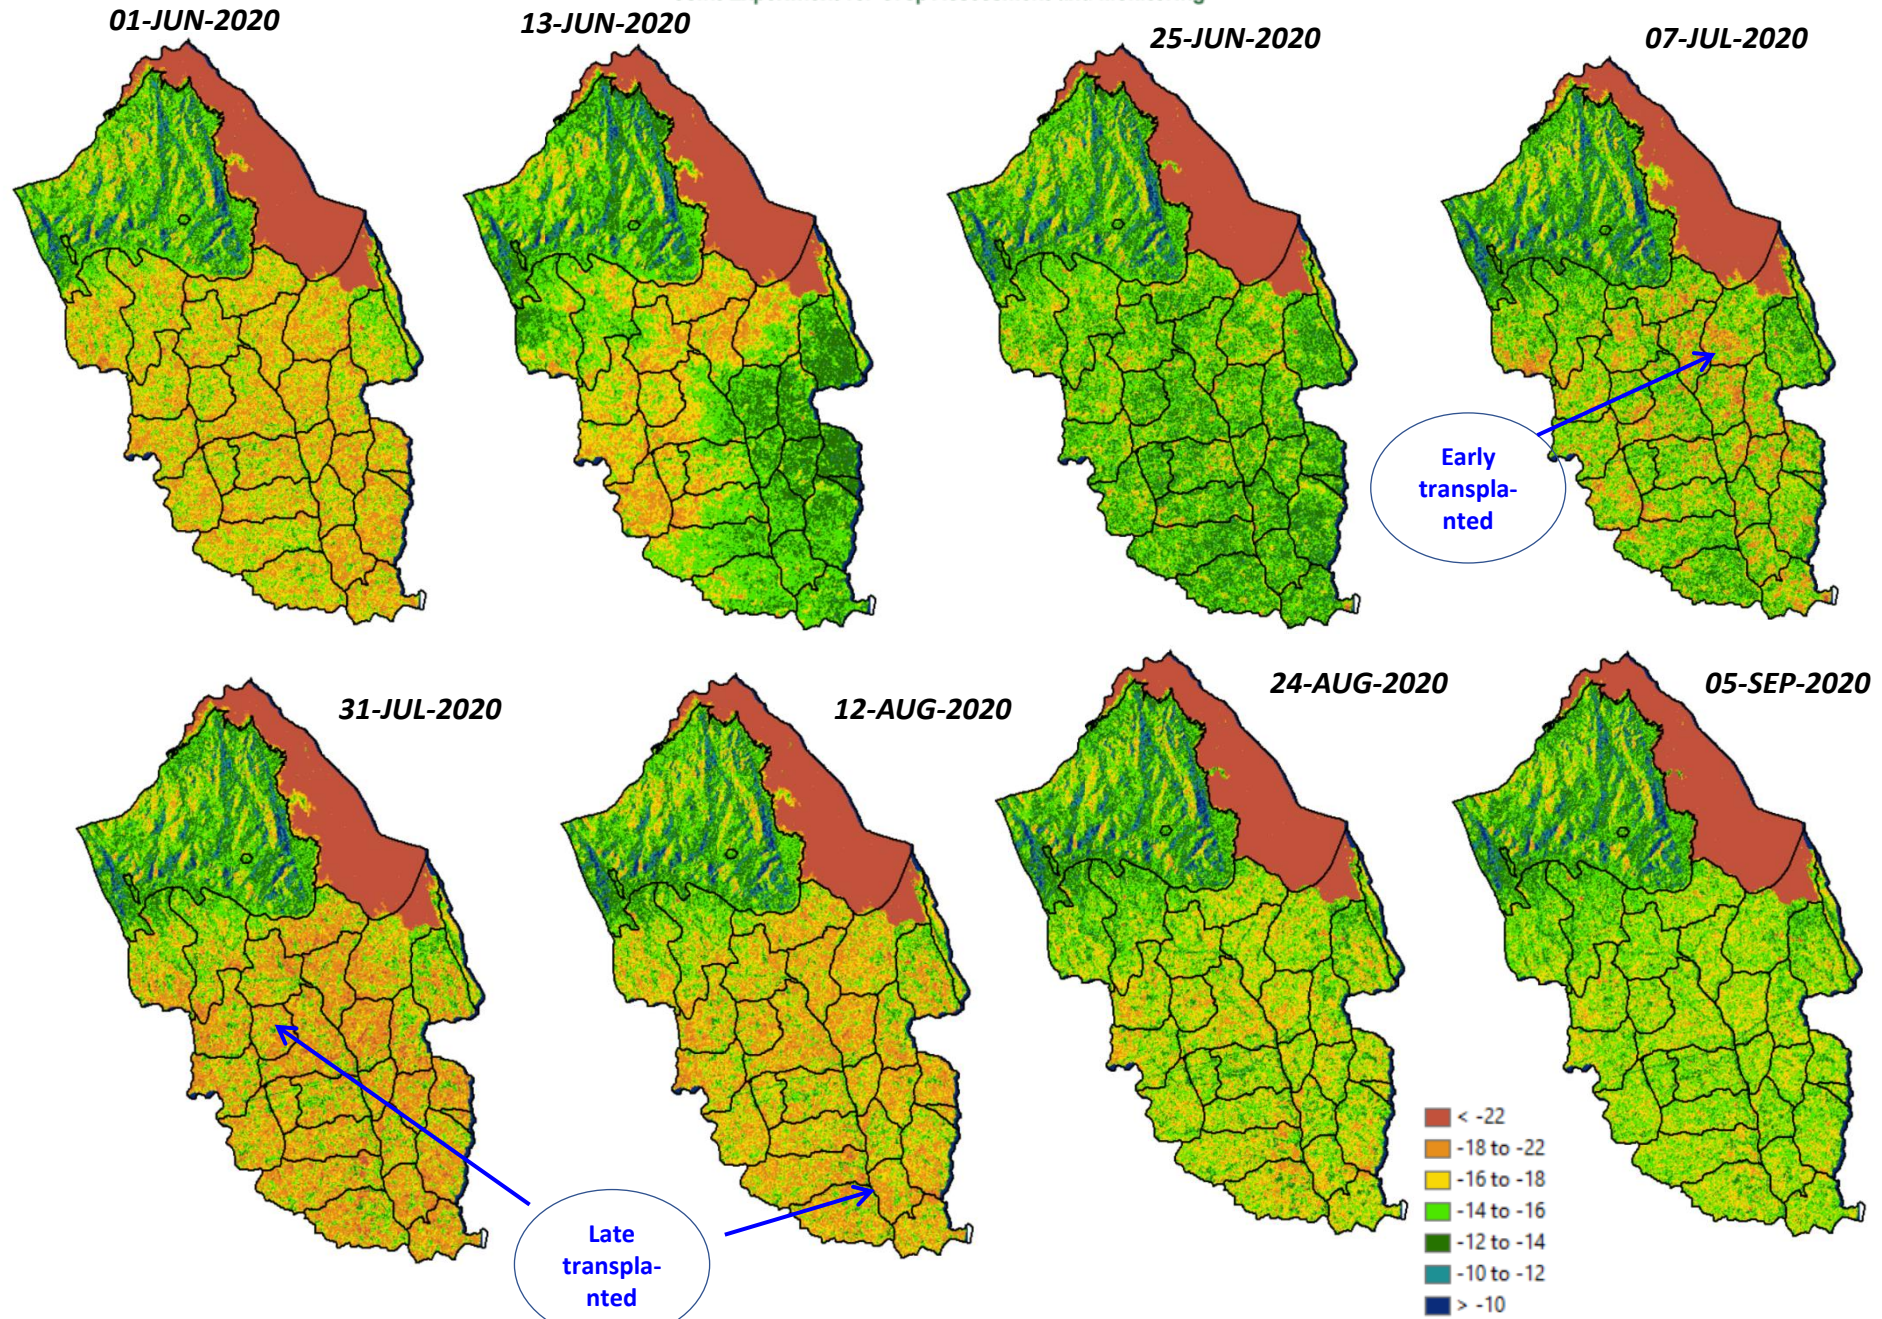 01-JUN-2020
13-JUN-2020
25-JUN-2020
07-JUL-2020
Early
transpla-
nted
31-JUL-2020
12-AUG-2020
24-AUG-2020
05-SEP-2020
Late
transpla-
nted
< -22
-18 to -22
-16 to -18
-14 to -16
-12 to -14
-10 to -12
> -10